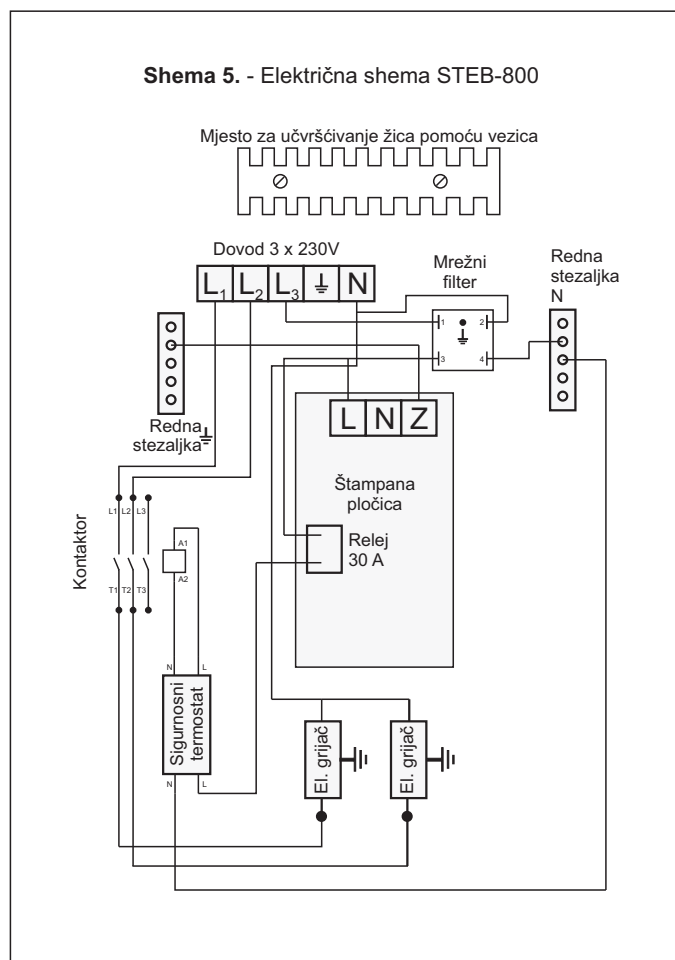 Shema 5. - Električna shema STEB-800
Mjesto za učvršćivanje žica pomoću vezica
Dovod 3 x 230V
L1 L2 L3 N
Mrežni
filter
1 2
3 4
Redna
stezaljka
N
Redna
stezaljka
L N Z
Štampana
pločica
Relej
30 A
Kontaktor
L1 L2 L3
T1 T2 T3
A1
A2
N L
Sigurnosni
termostat
N L
El. grijač
El. grijač